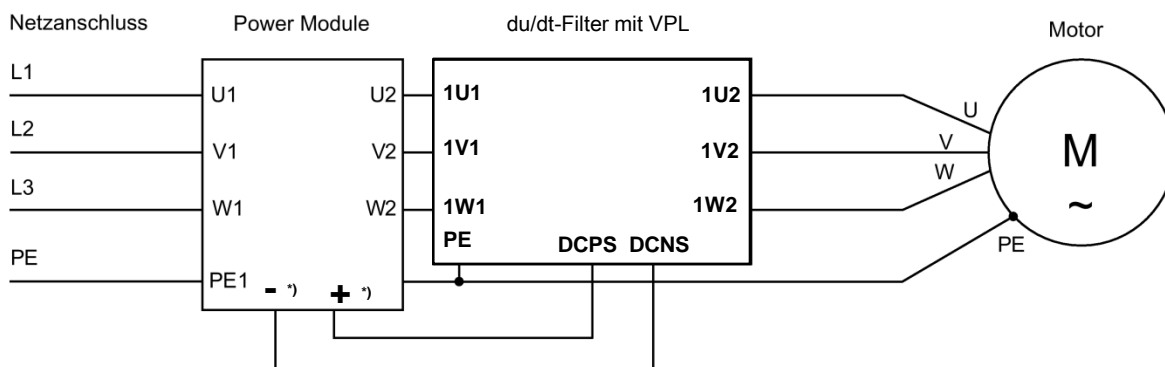 Netzanschluss
Power Module
du/dt-Filter mit VPL
Motor
L1
U1
U2
1U1
1U2
U
L2
V1
V2
1V1
1V2
V
M
~
L3
W1
W2
1W1
1W2
W
PE
DCPS
DCNS
PE
PE
PE1
- *)
+ *)